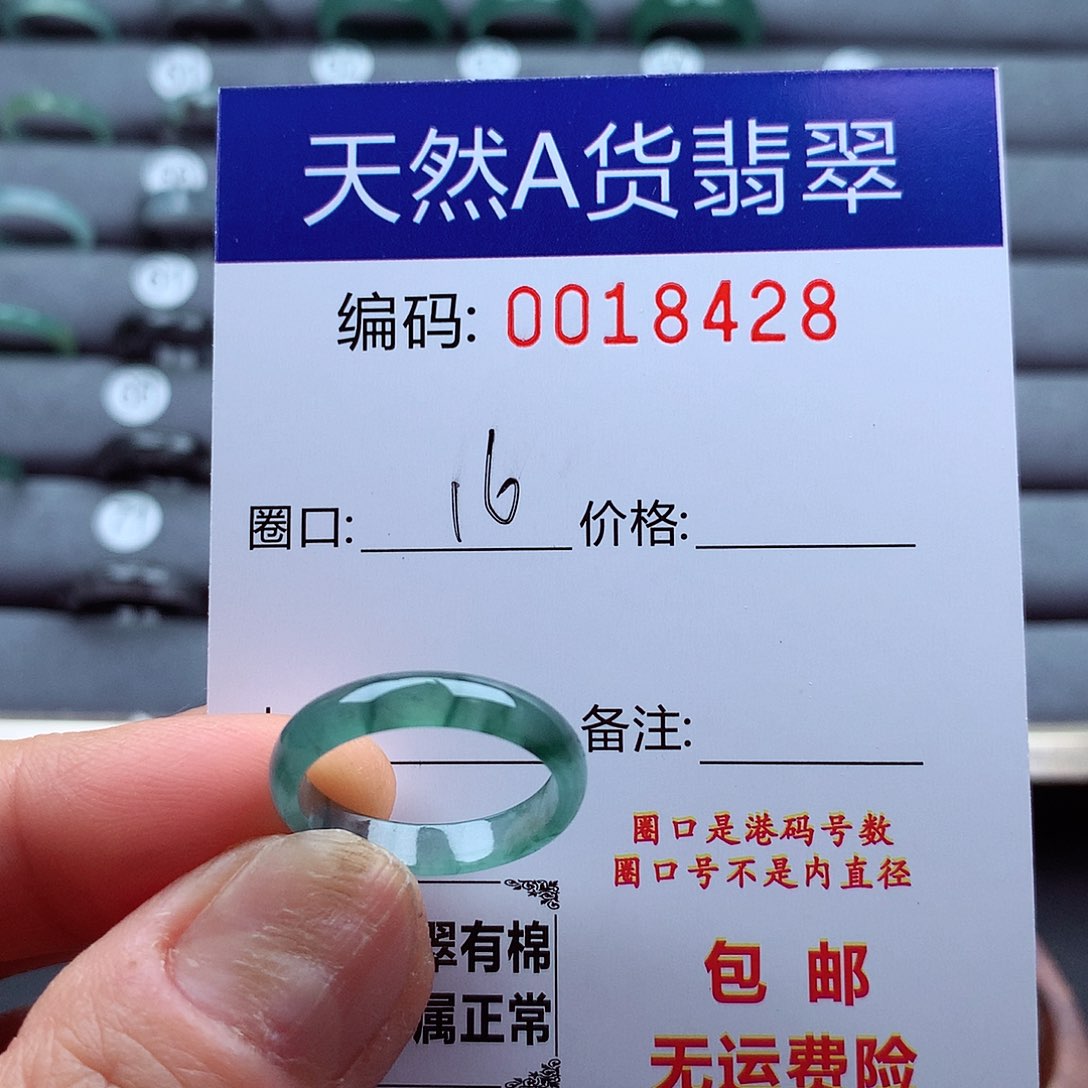 天然A货翡翠
编码: 0018428
圈口: 16 价格:
备注:
圈口是港码号数
圈口号不是内直径
翠有棉
属正常
包 邮
无运费险